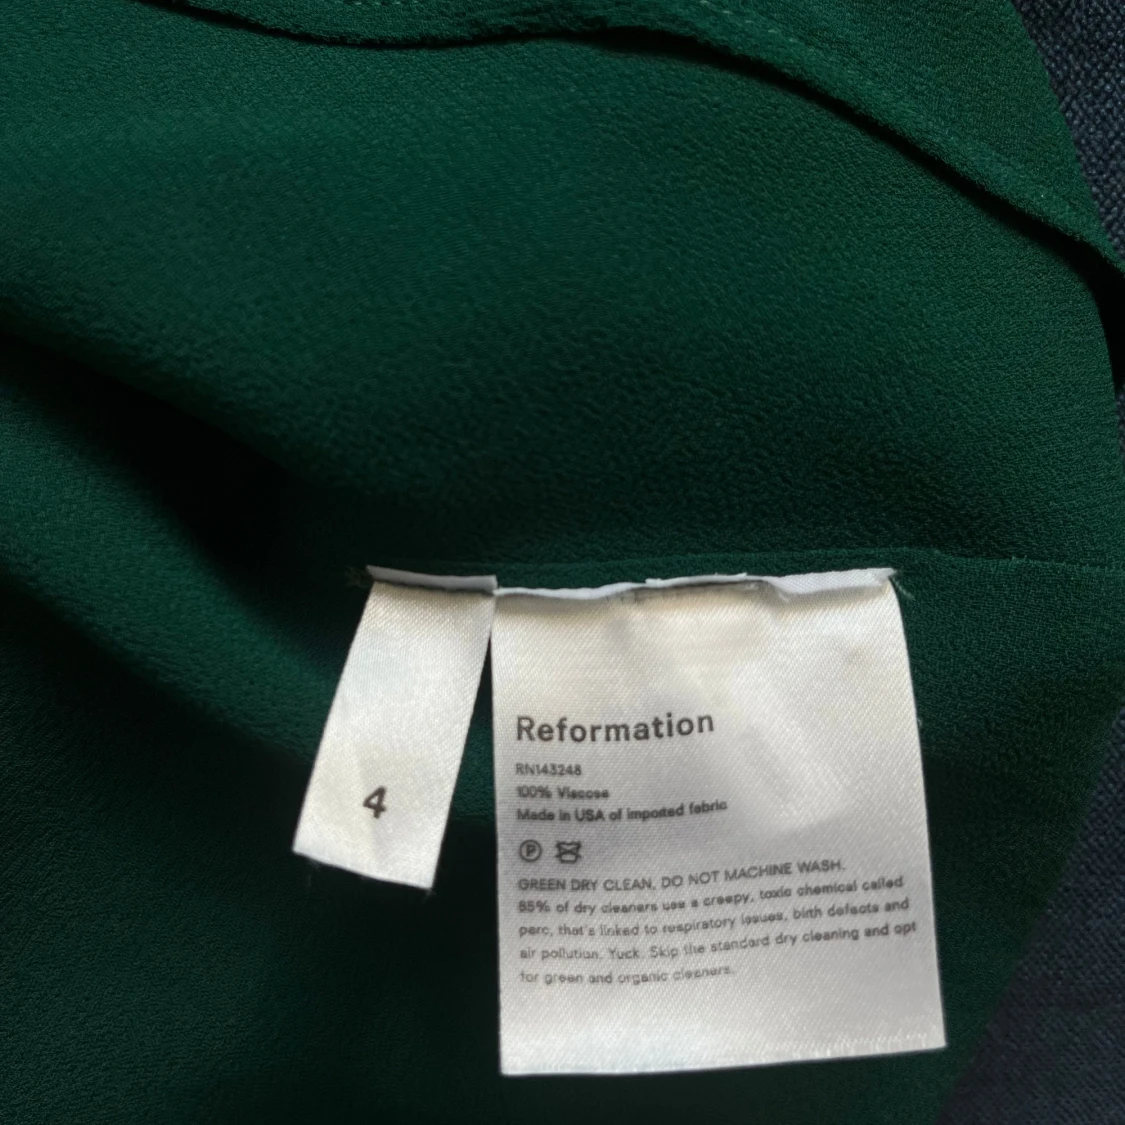 4
Reformation
RN143248
100% Viscose
Made in USA of imported fabric
P
GREEN DRY CLEAN. DO NOT MACHINE WASH.
85% of dry cleaners use a creepy, toxic chemical called
perc, that's linked to respiratory issues, birth defects and
air pollution. Yuck. Skip the standard dry cleaning and opt
for green and organic cleaners.